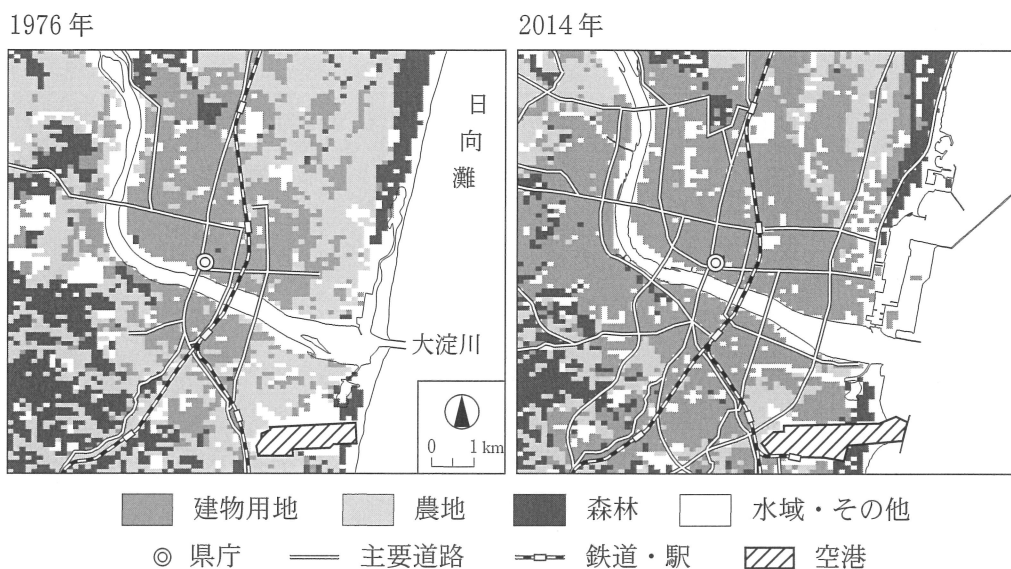 1976年
2014年
日向灘
大淀川
0 1 km
建物用地
農地
森林
水域・その他
県庁
主要道路
鉄道・駅
空港